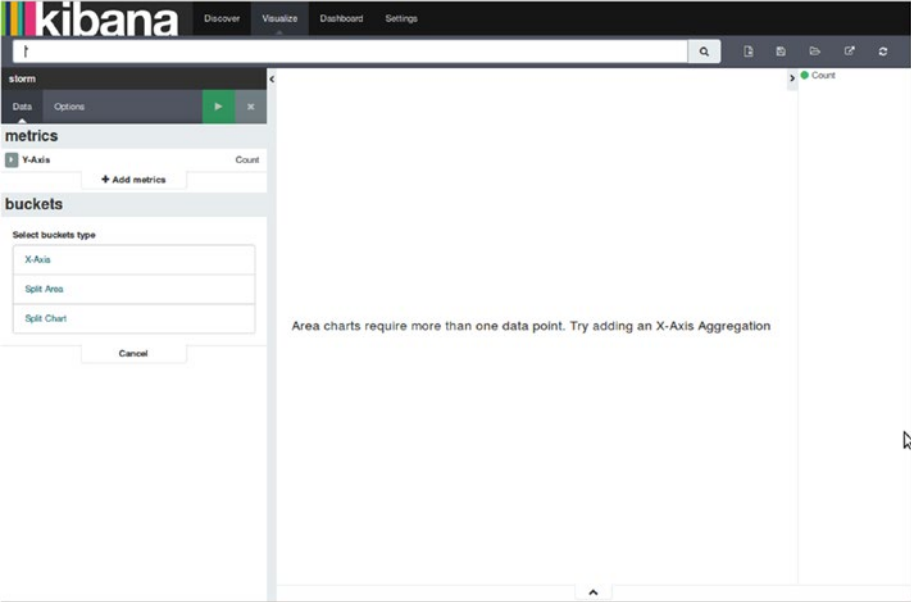 kibana Discover Visualize Dashboard Settings
storm
Data Options
metrics
Y-Axis Count
+ Add metrics
buckets
Select buckets type
X-Axis
Split Area
Split Chart
Cancel
Area charts require more than one data point. Try adding an X-Axis Aggregation
Count